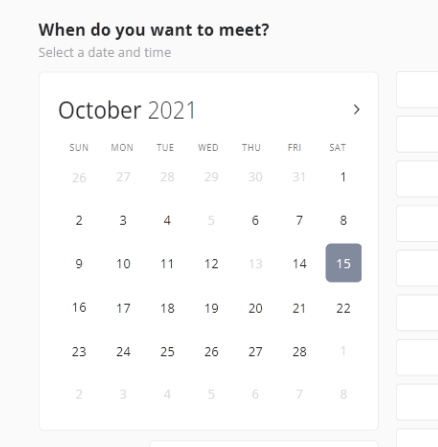 When do you want to meet?
Select a date and time
October 2021
SUN MON TUE WED THU FRI SAT
26 27 28 29 30 31 1
2 3 4 5 6 7 8
9 10 11 12 13 14 15
16 17 18 19 20 21 22
23 24 25 26 27 28 1
2 3 4 5 6 7 8